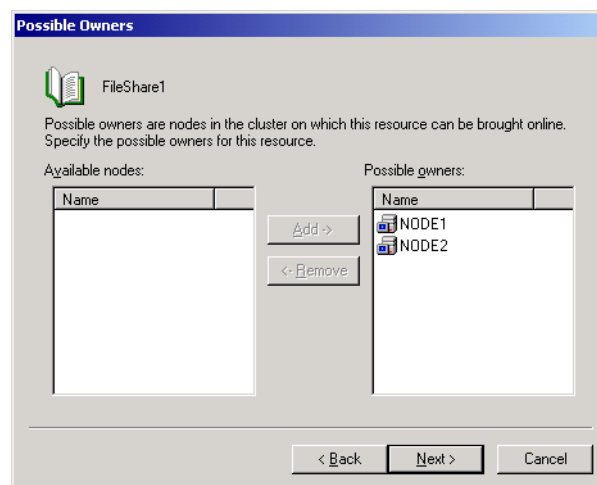 Possible Owners
FileShare1
Possible owners are nodes in the cluster on which this resource can be brought online.
Specify the possible owners for this resource.
Available nodes:
Possible owners:
Name
Name
Add ->
NODE1
NODE2
<- Remove
< Back
Next >
Cancel